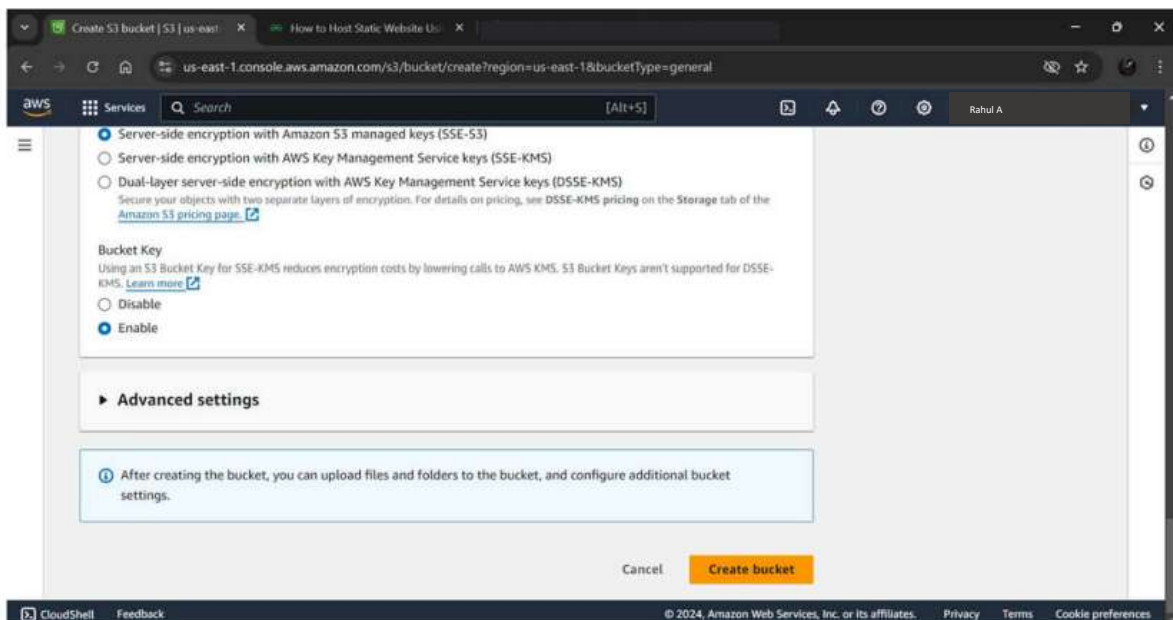 Create S3 bucket | S3 | us-east
How to Host Static Website Us
us-east-1.console.aws.amazon.com/s3/bucket/create?region=us-east-1&bucketType=general
aws
Services
Search
[Alt+S]
Rahul A
Server-side encryption with Amazon S3 managed keys (SSE-S3)
Server-side encryption with AWS Key Management Service keys (SSE-KMS)
Dual-layer server-side encryption with AWS Key Management Service keys (DSSE-KMS)
Secure your objects with two separate layers of encryption. For details on pricing, see DSSE-KMS pricing on the Storage tab of the
Amazon S3 pricing page.
Bucket Key
Using an S3 Bucket Key for SSE-KMS reduces encryption costs by lowering calls to AWS KMS. S3 Bucket Keys aren't supported for DSSE-
KMS. Learn more
Disable
Enable
Advanced settings
After creating the bucket, you can upload files and folders to the bucket, and configure additional bucket
settings.
Cancel
Create bucket
CloudShell
Feedback
© 2024, Amazon Web Services, Inc. or its affiliates.
Privacy
Terms
Cookie preferences